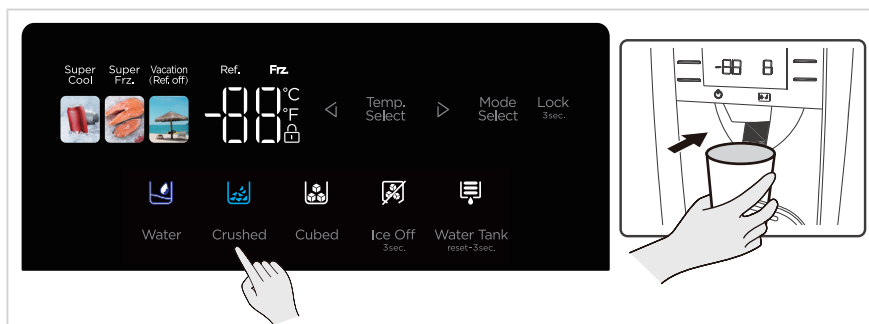 Super Cool
Super Frz.
Vacation (Ref. off)
Ref.
Frz.
-88 °C °F
Temp. Select
Mode Select
Lock 3sec.
-88 8
Water
Crushed
Cubed
Ice Off 3sec.
Water Tank reset-3sec.